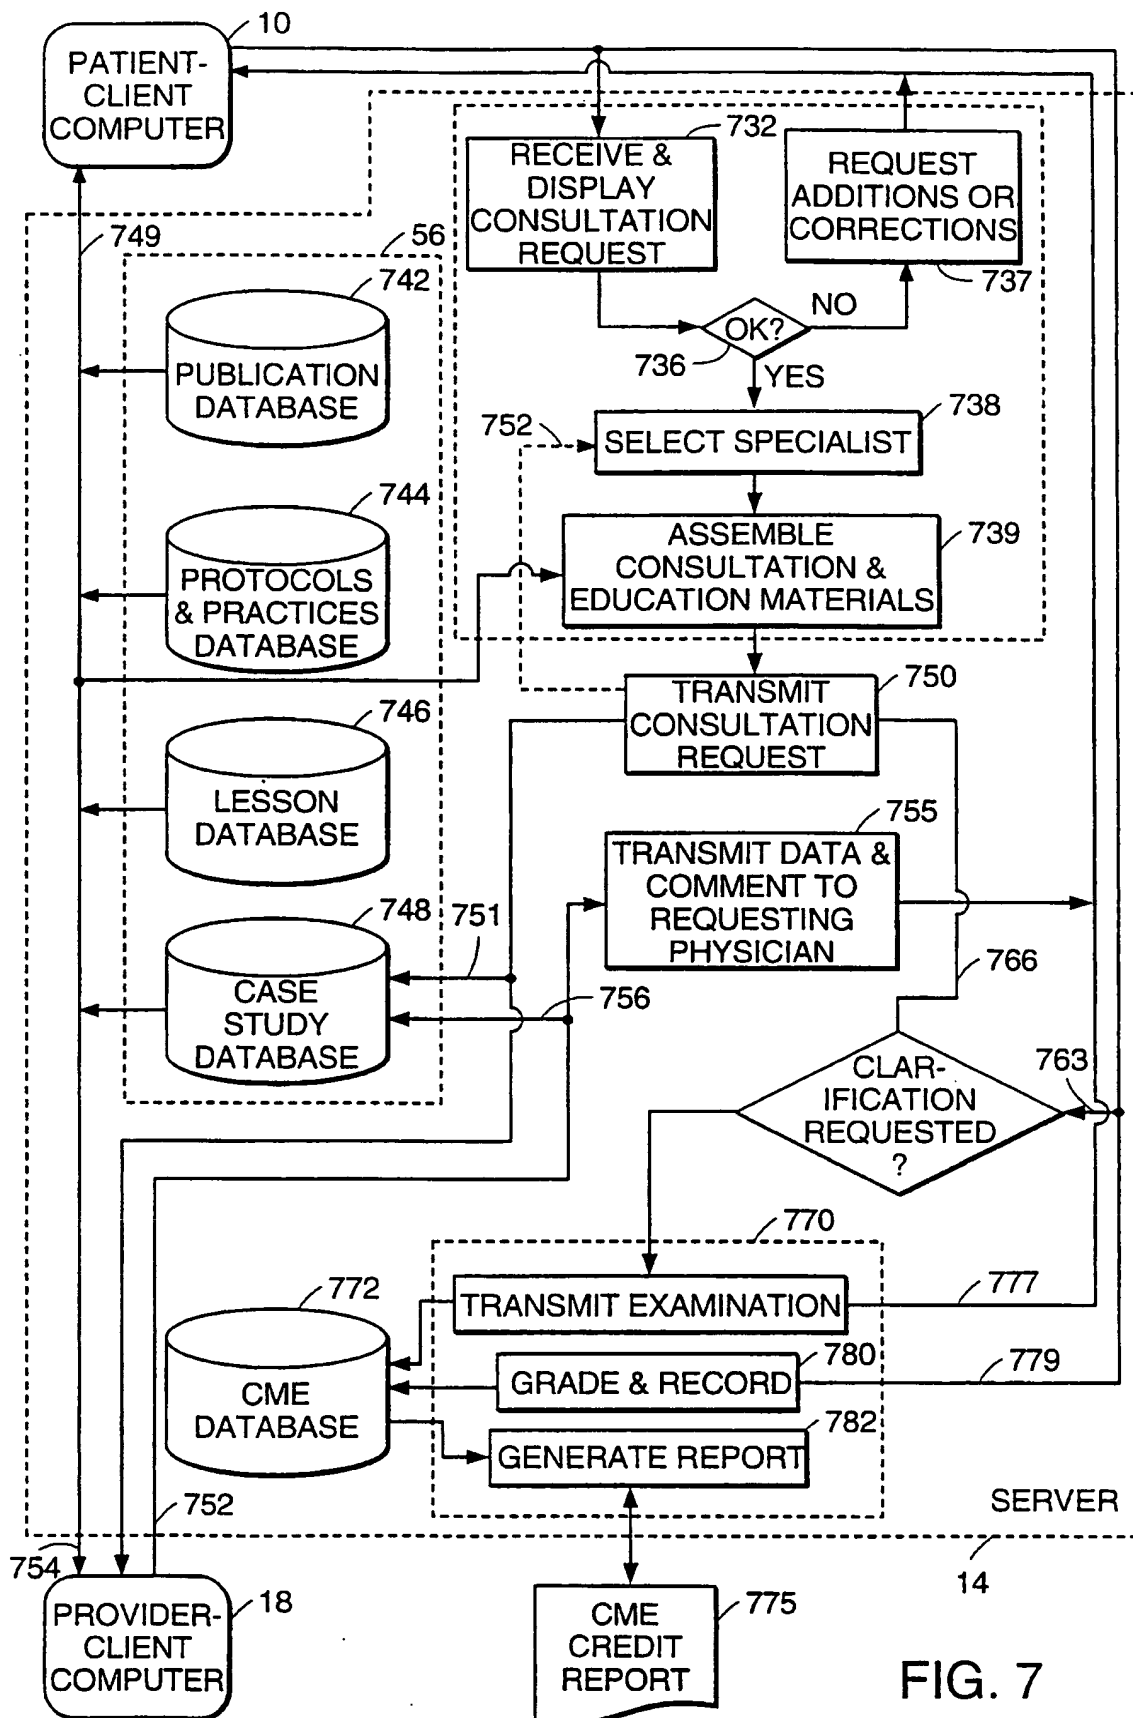 10
PATIENT-
CLIENT
COMPUTER
732
RECEIVE &
DISPLAY
CONSULTATION
REQUEST
REQUEST
ADDITIONS OR
CORRECTIONS
737
749
56
742
PUBLICATION
DATABASE
OK?
NO
736
YES
752
738
SELECT SPECIALIST
744
PROTOCOLS
& PRACTICES
DATABASE
ASSEMBLE
CONSULTATION &
EDUCATION MATERIALS
739
750
TRANSMIT
CONSULTATION
REQUEST
746
LESSON
DATABASE
755
TRANSMIT DATA &
COMMENT TO
REQUESTING
PHYSICIAN
748
751
CASE
STUDY
DATABASE
756
766
763
CLAR-
IFICATION
REQUESTED
?
770
772
TRANSMIT EXAMINATION
777
780
GRADE & RECORD
779
CME
DATABASE
782
GENERATE REPORT
752
SERVER
754
14
18
PROVIDER-
CLIENT
COMPUTER
775
CME
CREDIT
REPORT
FIG. 7